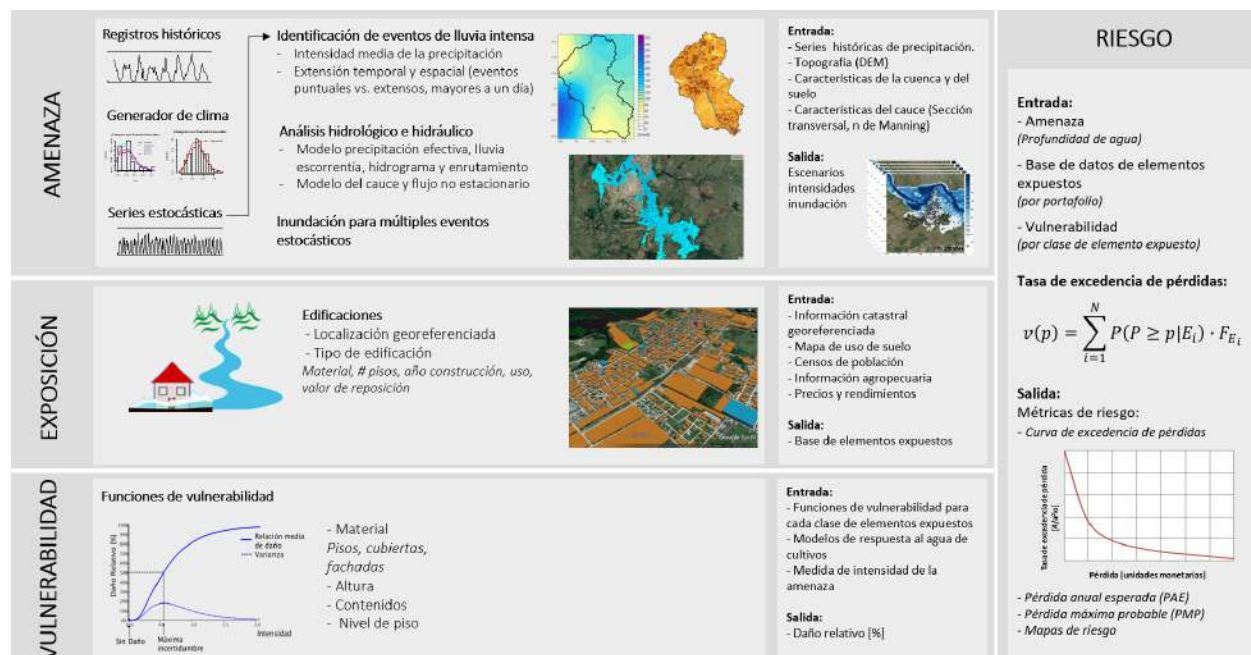 AMENAZA
Registros históricos
Generador de clima
Series estocásticas
Identificación de eventos de lluvia intensa
- Intensidad media de la precipitación
- Extensión temporal y espacial (eventos
puntuales vs. extensos, mayores a un día)
Análisis hidrológico e hidráulico
- Modelo precipitación efectiva, lluvia
escorrentía, hidrograma y enrutamiento
- Modelo del cauce y flujo no estacionario
Inundación para múltiples eventos
estocásticos
Entrada:
- Series históricas de precipitación.
- Topografía (DEM)
- Características de la cuenca y del
suelo
- Características del cauce (Sección
transversal, n de Manning)
Salida:
Escenarios
intensidades
inundación
EXPOSICIÓN
Edificaciones
- Localización georeferenciada
- Tipo de edificación
Material, # pisos, año construcción, uso,
valor de reposición
Google Earth
Entrada:
- Información catastral
georeferenciada
- Mapa de uso de suelo
- Censos de población
- Información agropecuaria
- Precios y rendimientos
Salida:
- Base de elementos expuestos
VULNERABILIDAD
Funciones de vulnerabilidad
Daño Relativo [%]
Relación media
de daño
Varianza
Intensidad
Sin Daño
Máxima
incertidumbre
- Material
Pisos, cubiertas,
fachadas
- Altura
- Contenidos
- Nivel de piso
Entrada:
- Funciones de vulnerabilidad para
cada clase de elementos expuestos
- Modelos de respuesta al agua de
cultivos
- Medida de intensidad de la
amenaza
Salida:
- Daño relativo [%]
RIESGO
Entrada:
- Amenaza
(Profundidad de agua)
- Base de datos de elementos
expuestos
(por portafolio)
- Vulnerabilidad
(por clase de elemento expuesto)
Tasa de excedencia de pérdidas:
v(p) = ∑ᵢ₌₁ᴺ P(P ≥ p|Eᵢ) · F_Eᵢ
Salida:
Métricas de riesgo:
- Curva de excedencia de pérdidas
Tasa de excedencia de pérdida
[#/año]
Pérdida [unidades monetarias]
- Pérdida anual esperada (PAE)
- Pérdida máxima probable (PMP)
- Mapas de riesgo